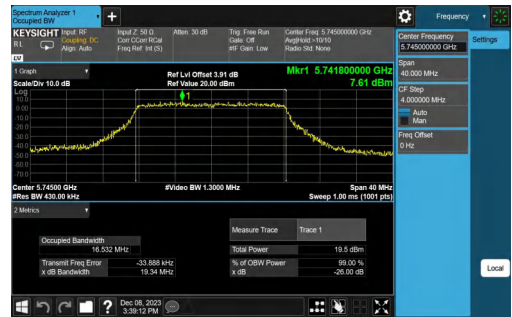 Spectrum Analyzer 1
Occupied BW
+
Frequency
KEYSIGHT
RL
Input: RF
Coupling: DC
Align: Auto
Input Z: 50 Ω
Corr CCorr RCal
Freq Ref: Int (S)
Atten: 30 dB
Trig: Free Run
Gate: Off
#IF Gain: Low
Center Freq: 5.745000000 GHz
Avg|Hold:>10/10
Radio Std: None
LV
Center Frequency
5.745000000 GHz
Settings
Span
40.000 MHz
CF Step
4.000000 MHz
Auto
Man
Freq Offset
0 Hz
Local
1 Graph
Scale/Div 10.0 dB
Ref Lvl Offset 3.91 dB
Ref Value 20.00 dBm
Mkr1 5.741800000 GHz
7.61 dBm
Log
10.0
0.00
-10.0
-20.0
-30.0
-40.0
-50.0
-60.0
-70.0
1
Center 5.74500 GHz
#Res BW 430.00 kHz
#Video BW 1.3000 MHz
Span 40 MHz
Sweep 1.00 ms (1001 pts)
2 Metrics
Measure Trace Trace 1
Occupied Bandwidth
16.532 MHz
Total Power 19.5 dBm
Transmit Freq Error -33.888 kHz
% of OBW Power 99.00 %
x dB Bandwidth 19.34 MHz
x dB -26.00 dB
?
Dec 08, 2023
3:39:12 PM